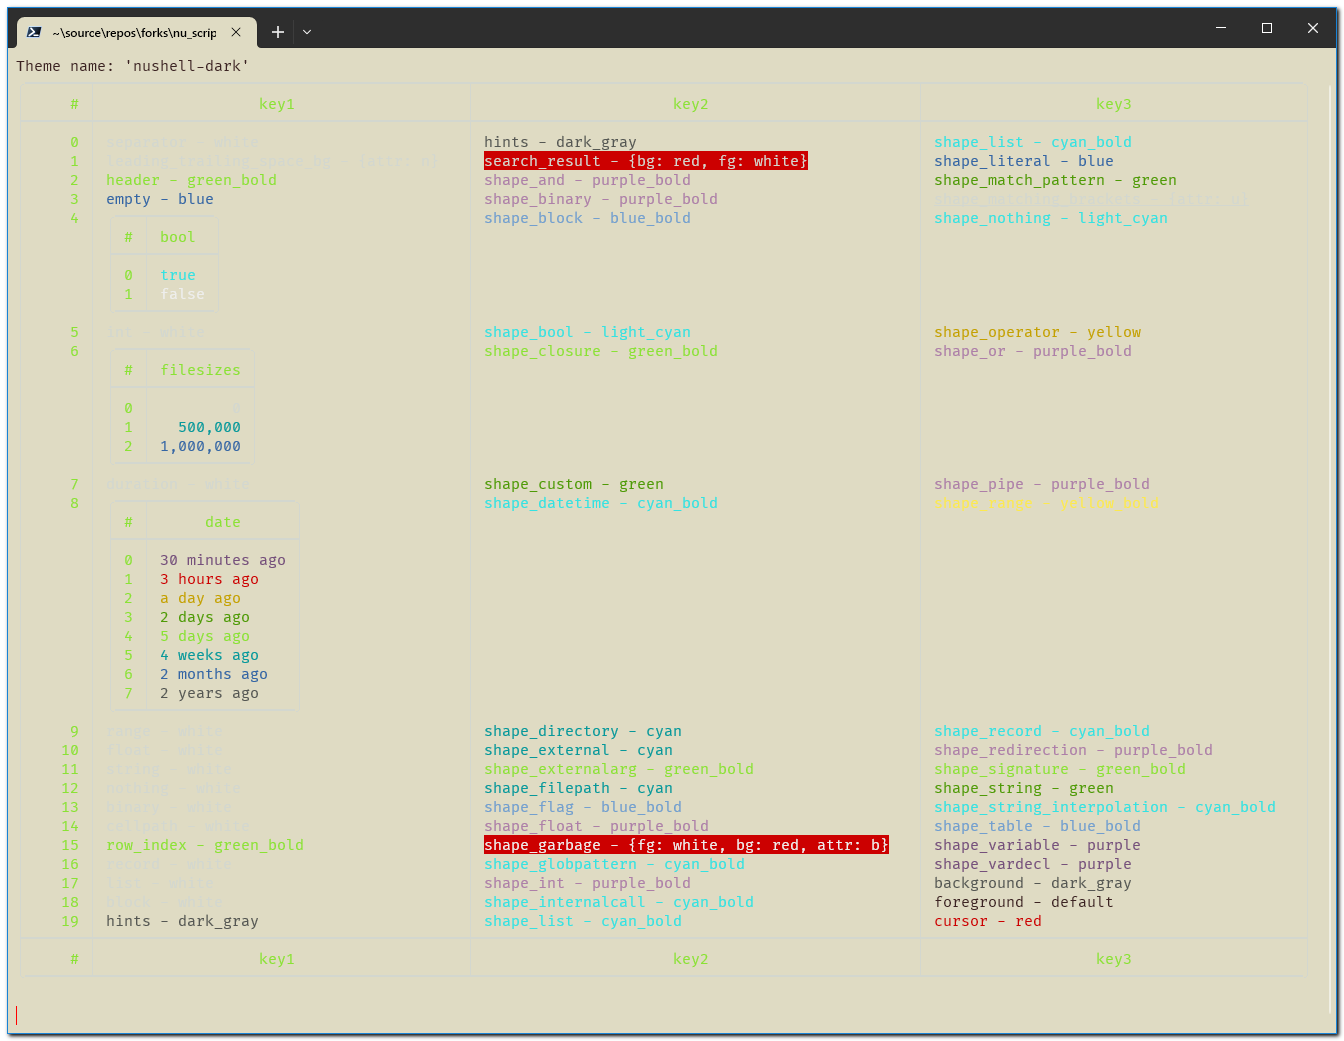 ~\source\repos\forks\nu_scrip
Theme name: 'nushell-dark'
# key1 key2 key3
0 separator - white hints - dark_gray shape_list - cyan_bold
1 leading_trailing_space_bg - {attr: n} search_result - {bg: red, fg: white} shape_literal - blue
2 header - green_bold shape_and - purple_bold shape_match_pattern - green
3 empty - blue shape_binary - purple_bold shape_matching_brackets - {attr: u}
4 shape_block - blue_bold shape_nothing - light_cyan
# bool
0 true
1 false
5 int - white shape_bool - light_cyan shape_operator - yellow
6 shape_closure - green_bold shape_or - purple_bold
# filesizes
0
1 500,000
2 1,000,000
7 duration - white shape_custom - green shape_pipe - purple_bold
8 shape_datetime - cyan_bold shape_range - yellow_bold
# date
0 30 minutes ago
1 3 hours ago
2 a day ago
3 2 days ago
4 5 days ago
5 4 weeks ago
6 2 months ago
7 2 years ago
9 range - white shape_directory - cyan shape_record - cyan_bold
10 float - white shape_external - cyan shape_redirection - purple_bold
11 string - white shape_externalarg - green_bold shape_signature - green_bold
12 nothing - white shape_filepath - cyan shape_string - green
13 binary - white shape_flag - blue_bold shape_string_interpolation - cyan_bold
14 cellpath - white shape_float - purple_bold shape_table - blue_bold
15 row_index - green_bold shape_garbage - {fg: white, bg: red, attr: b} shape_variable - purple
16 record - white shape_globpattern - cyan_bold shape_vardecl - purple
17 list - white shape_int - purple_bold background - dark_gray
18 block - white shape_internalcall - cyan_bold foreground - default
19 hints - dark_gray shape_list - cyan_bold cursor - red
# key1 key2 key3